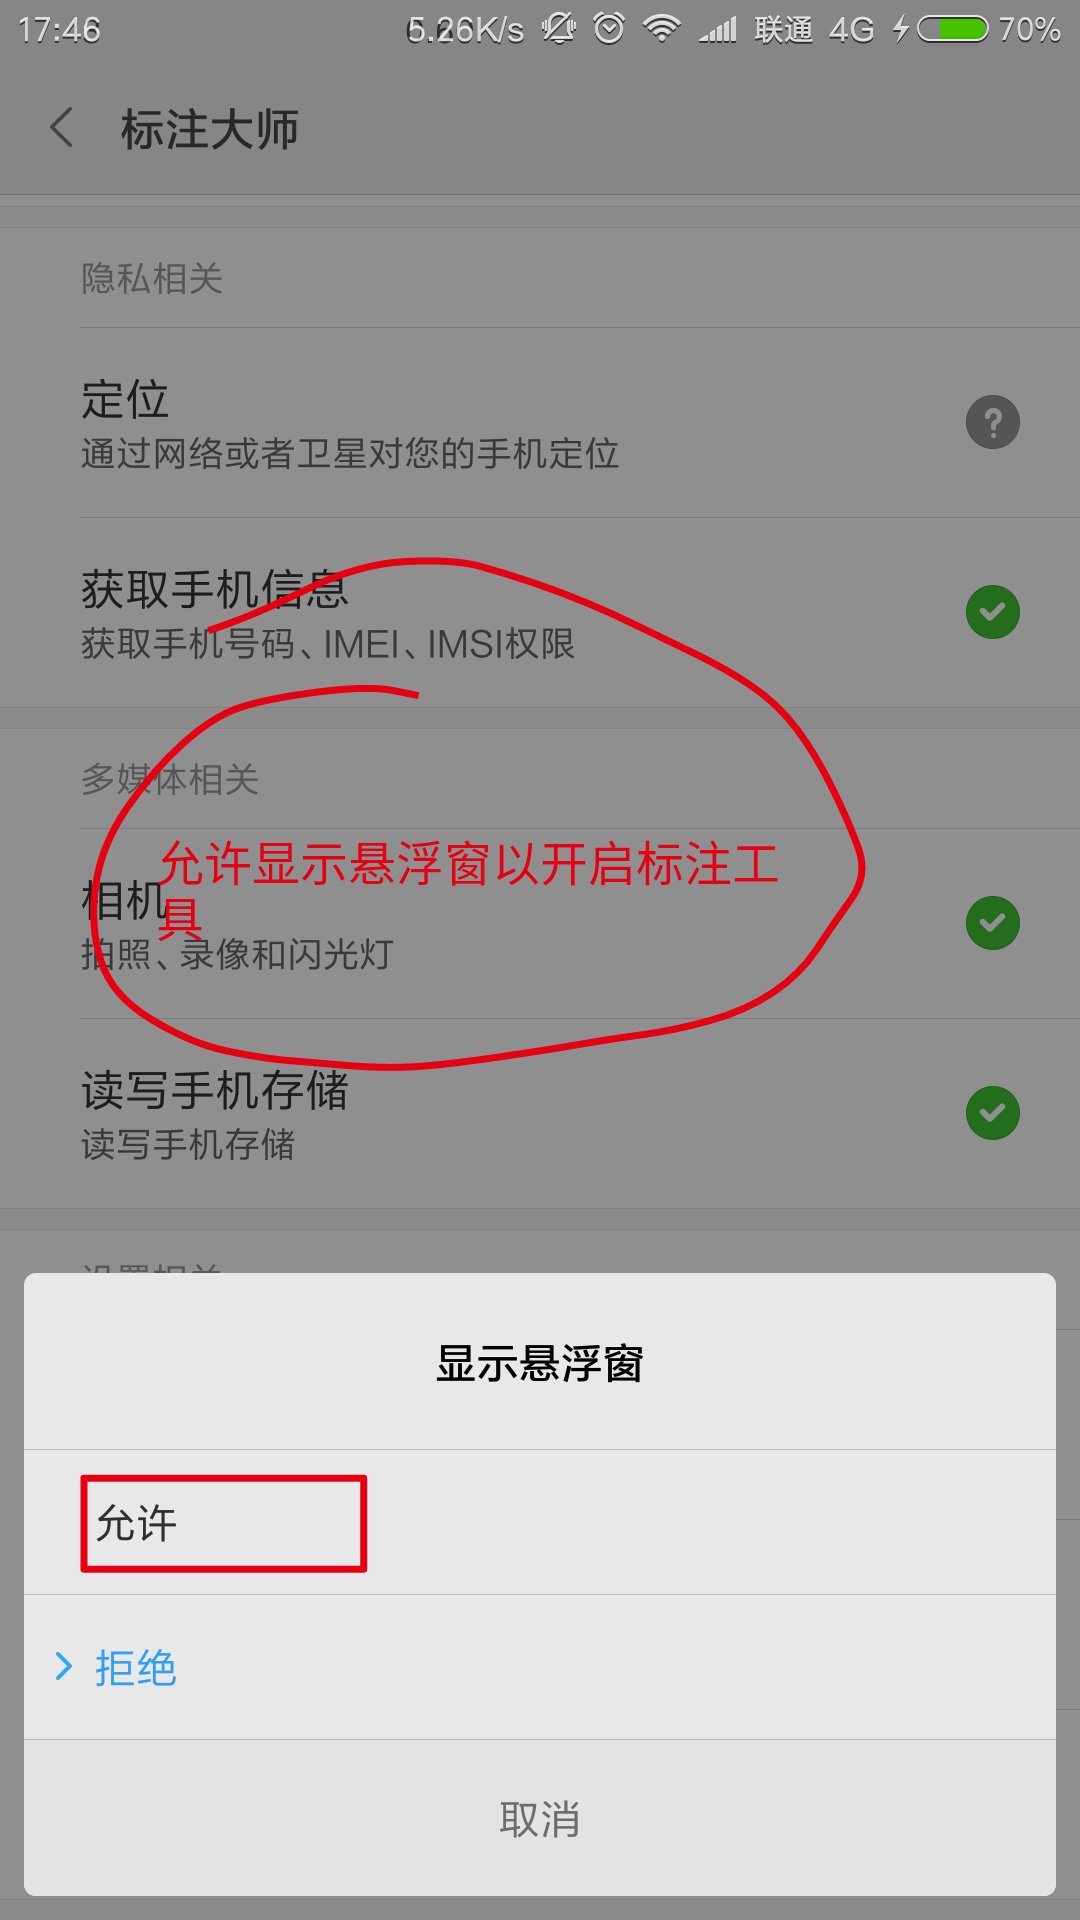 17:46 5.26K/s 联通 4G 70%
标注大师
隐私相关
定位
通过网络或者卫星对您的手机定位
获取手机信息
获取手机号码、IMEI、IMSI权限
多媒体相关
允许显示悬浮窗以开启标注工
具
相机
拍照、录像和闪光灯
读写手机存储
读写手机存储
设置相关
显示悬浮窗
允许
拒绝
取消